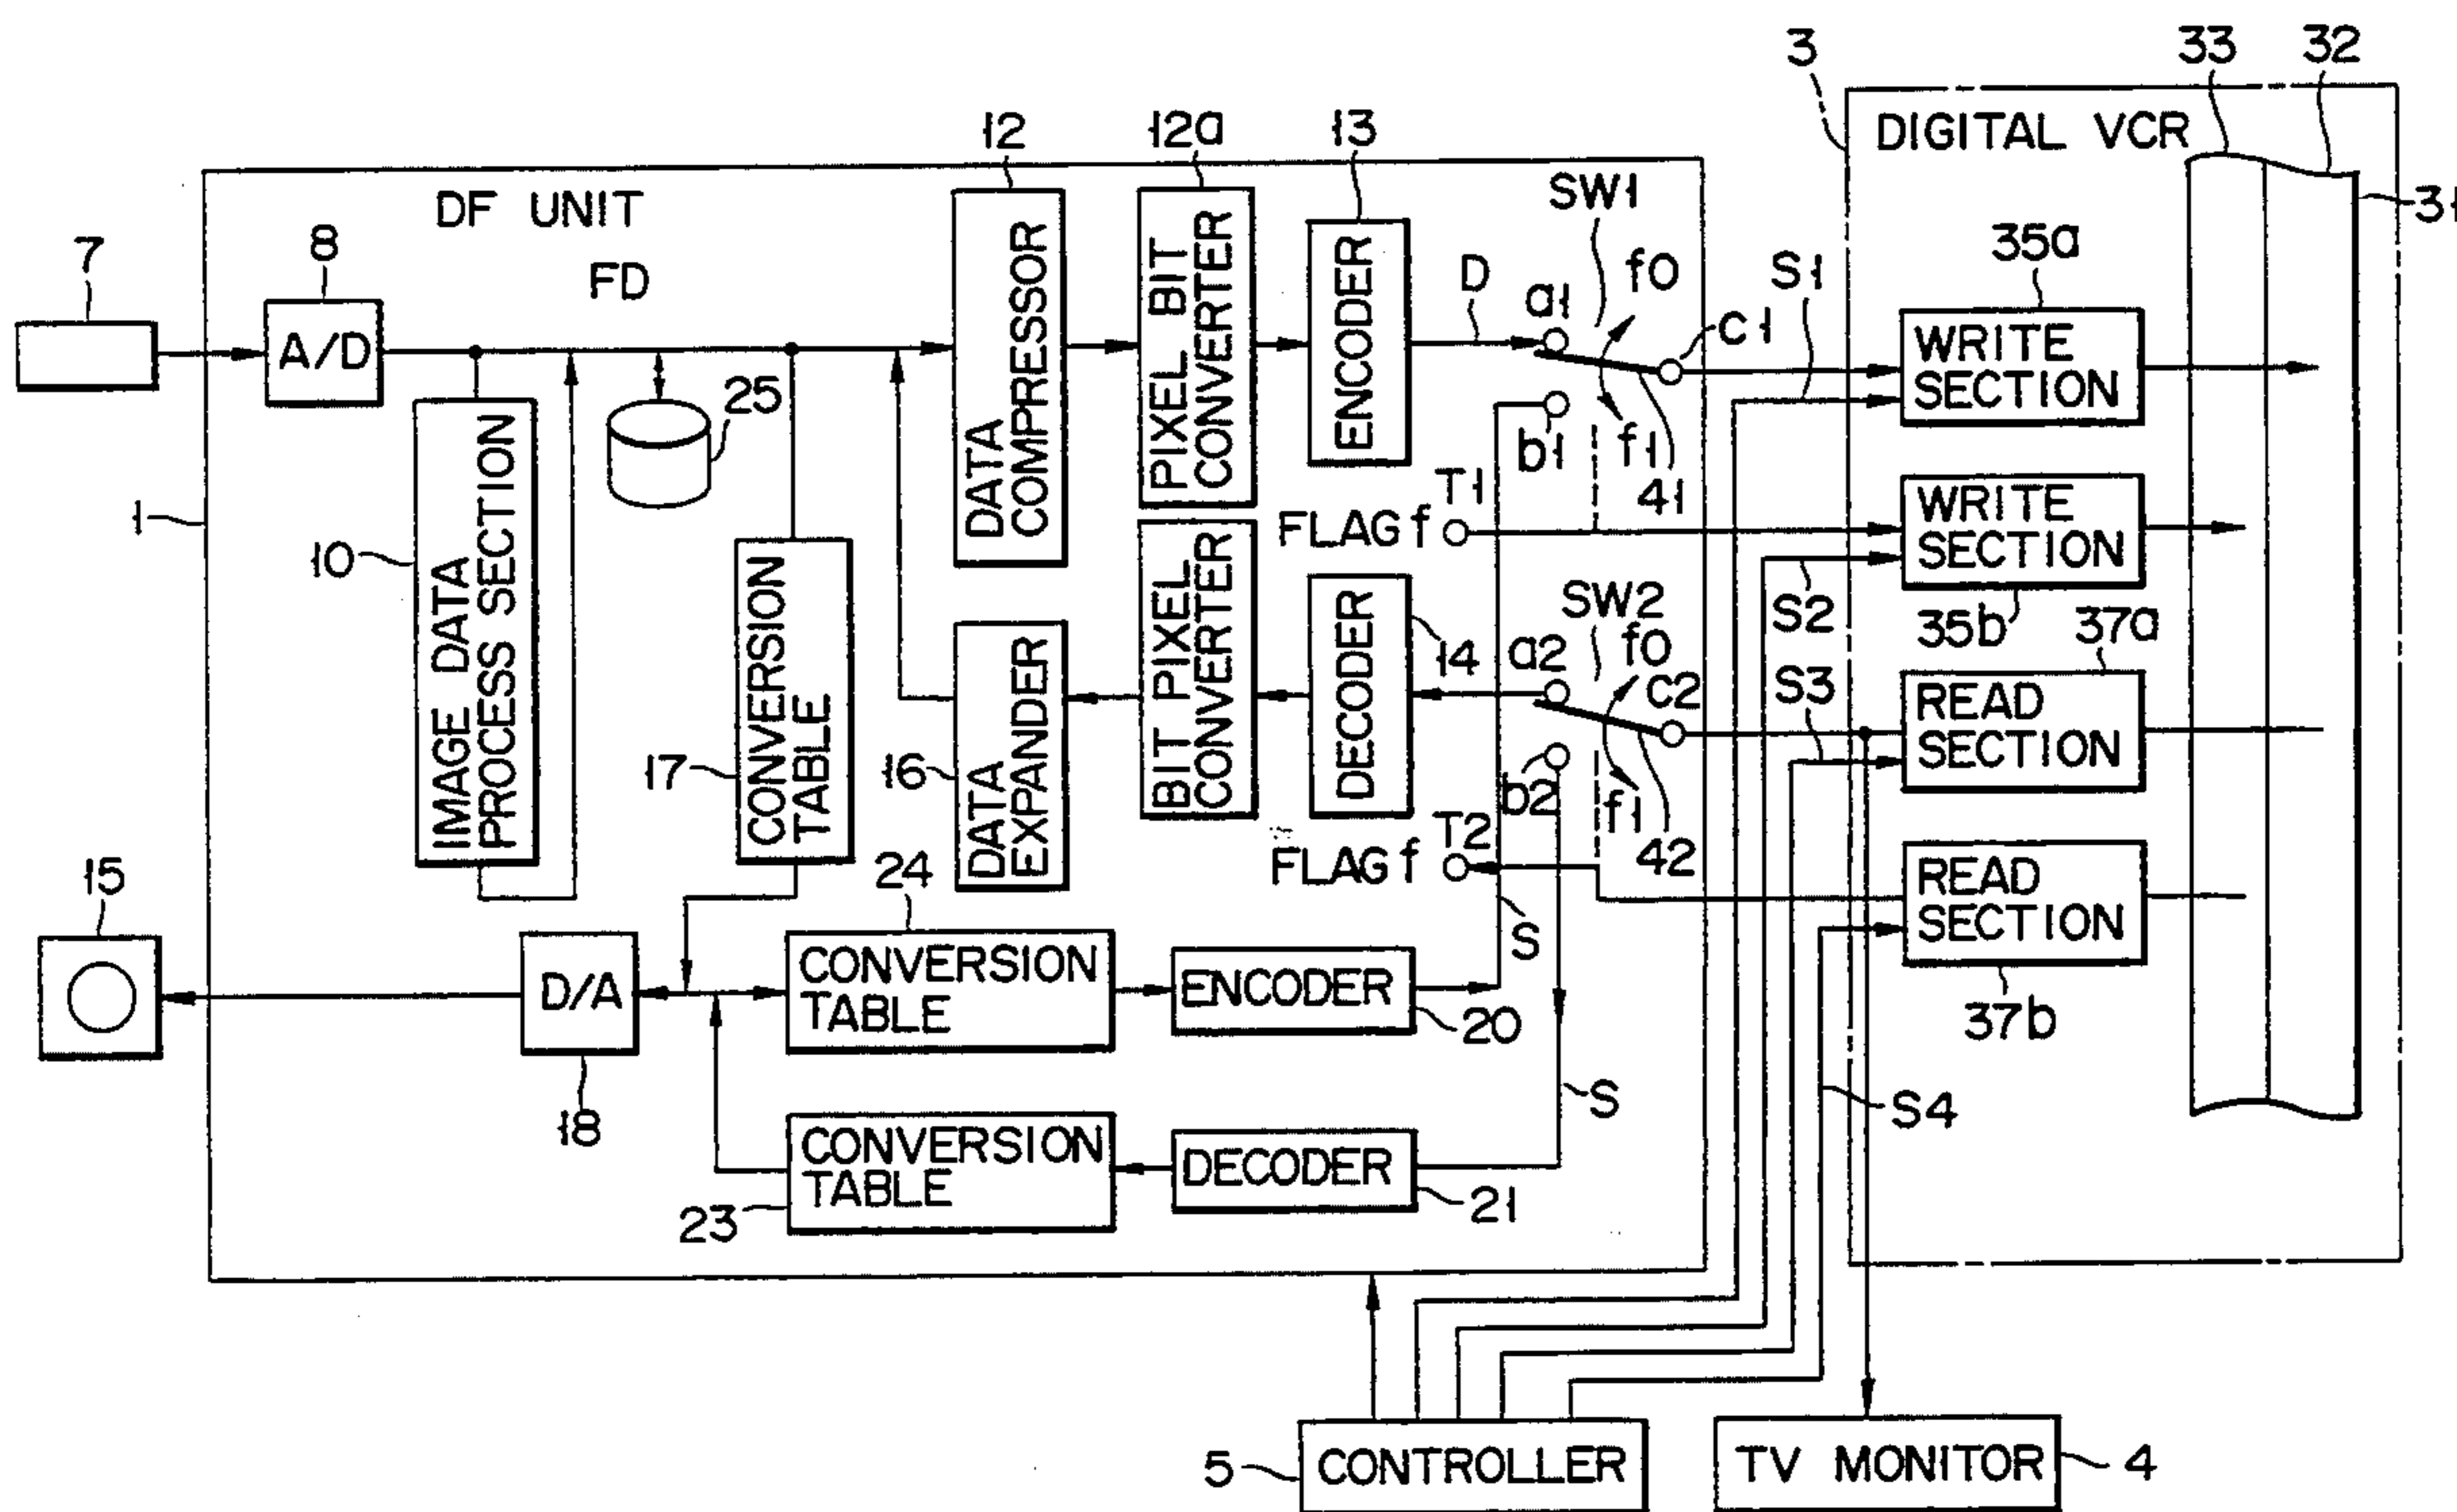 3
33
32
DIGITAL VCR
12
12a
13
DF UNIT
SW1
31
7
8
FD
D
a1
f0
S1
35a
C1
A/D
DATA
COMPRESSOR
PIXEL BIT
CONVERTER
ENCODER
WRITE
SECTION
25
b1
f1
41
1
10
IMAGE DATA
PROCESS SECTION
T1
FLAG f
WRITE
SECTION
S2
35b
37a
CONVERSION
TABLE
17
16
DATA
EXPANDER
BIT PIXEL
CONVERTER
DECODER
14
SW2
a2
f0
C2
S3
READ
SECTION
b2
f1
42
T2
FLAG f
15
24
READ
SECTION
37b
S
D/A
18
CONVERSION
TABLE
ENCODER
20
S
S4
CONVERSION
TABLE
23
DECODER
21
5
CONTROLLER
TV MONITOR
4